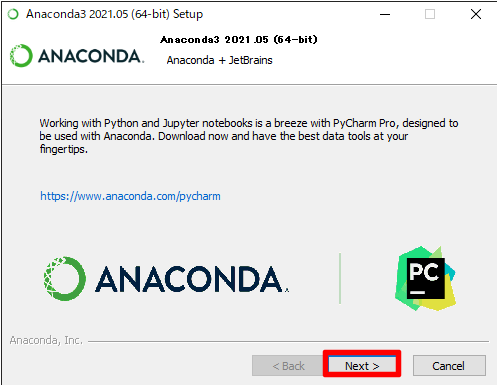 Anaconda3 2021.05 (64-bit) Setup
ANACONDA.
Anaconda3 2021.05 (64-bit)
Anaconda + JetBrains
Working with Python and Jupyter notebooks is a breeze with PyCharm Pro, designed to
be used with Anaconda. Download now and have the best data tools at your
fingertips.
https://www.anaconda.com/pycharm
ANACONDA.
PC
Anaconda, Inc.
< Back
Next >
Cancel